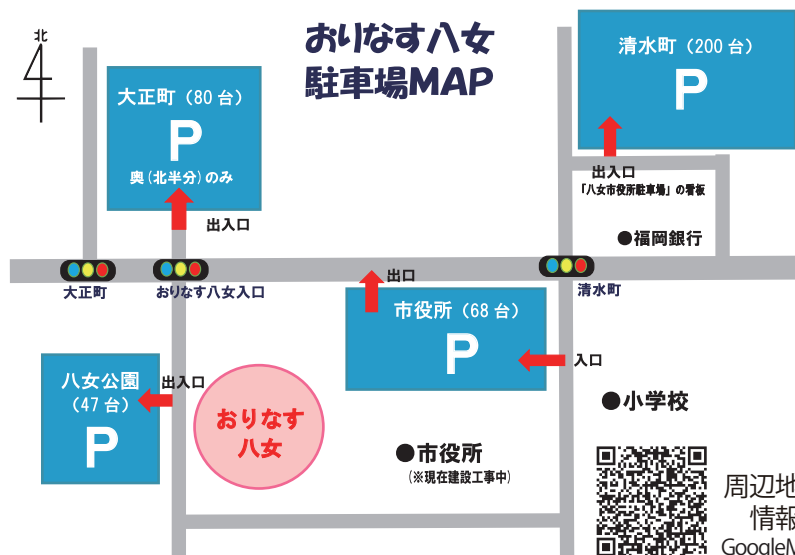 北
おりなす八女
駐車場MAP
清水町（200台）
P
大正町（80台）
P
奥（北半分）のみ
出入口
出入口
「八女市役所駐車場」の看板
●福岡銀行
大正町
おりなす八女入口
出口
清水町
市役所（68台）
P
入口
八女公園
（47台）
P
出入口
おりなす
八女
●小学校
●市役所
（※現在建設工事中）
周辺地
情報
GoogleM